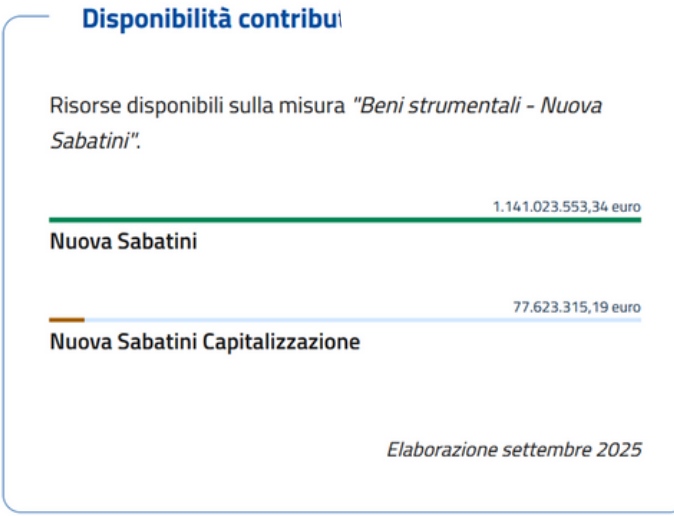 Disponibilità
Risorse disponibili sulla misura "Beni strumentali - Nuova
Sabatini".
1.141.023.553,34 euro
Nuova Sabatini
77.623.315,19 euro
Nuova Sabatini Capitalizzazione
Elaborazione settembre 2025